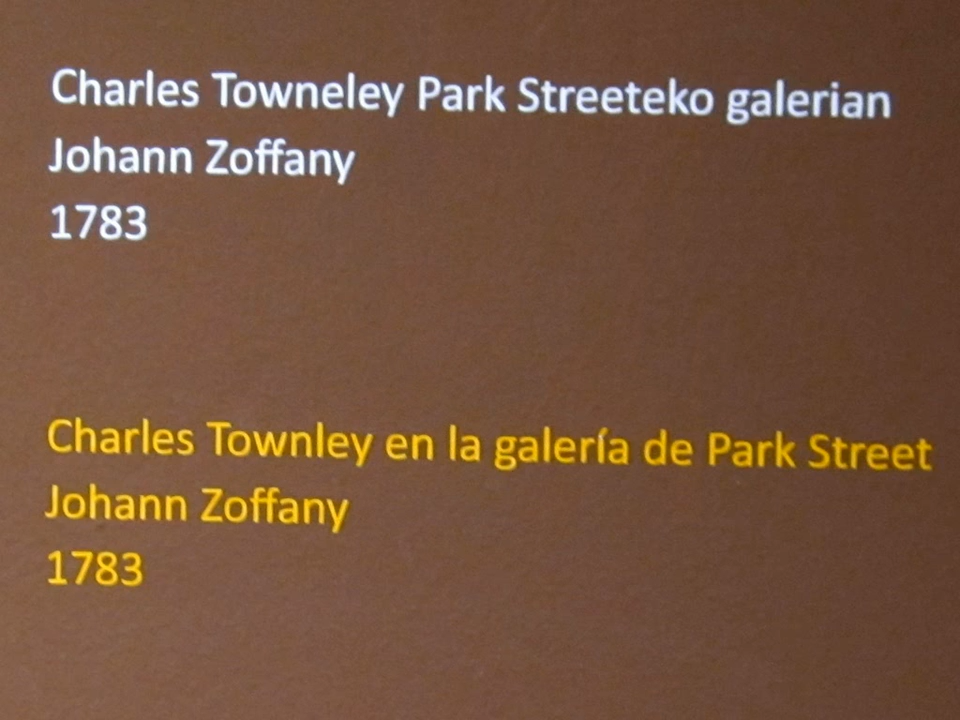 Charles Towneley Park Streeteko galerian
Johann Zoffany
1783
Charles Townley en la galería de Park Street
Johann Zoffany
1783